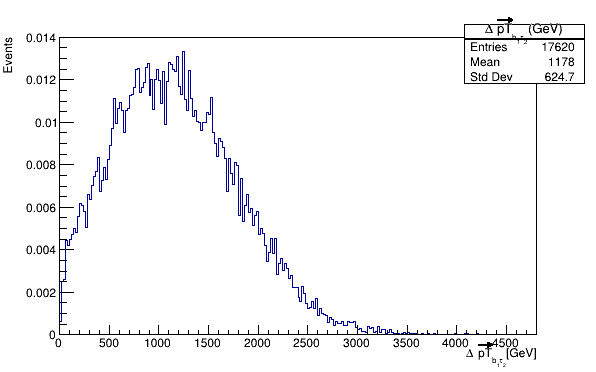 Δ pT b₁τ₂ (GeV)
Entries 17620
Mean 1178
Std Dev 624.7
Events
0.014
0.012
0.01
0.008
0.006
0.004
0.002
0
0 500 1000 1500 2000 2500 3000 3500 4000 4500
Δ pT b₁τ₂ [GeV]